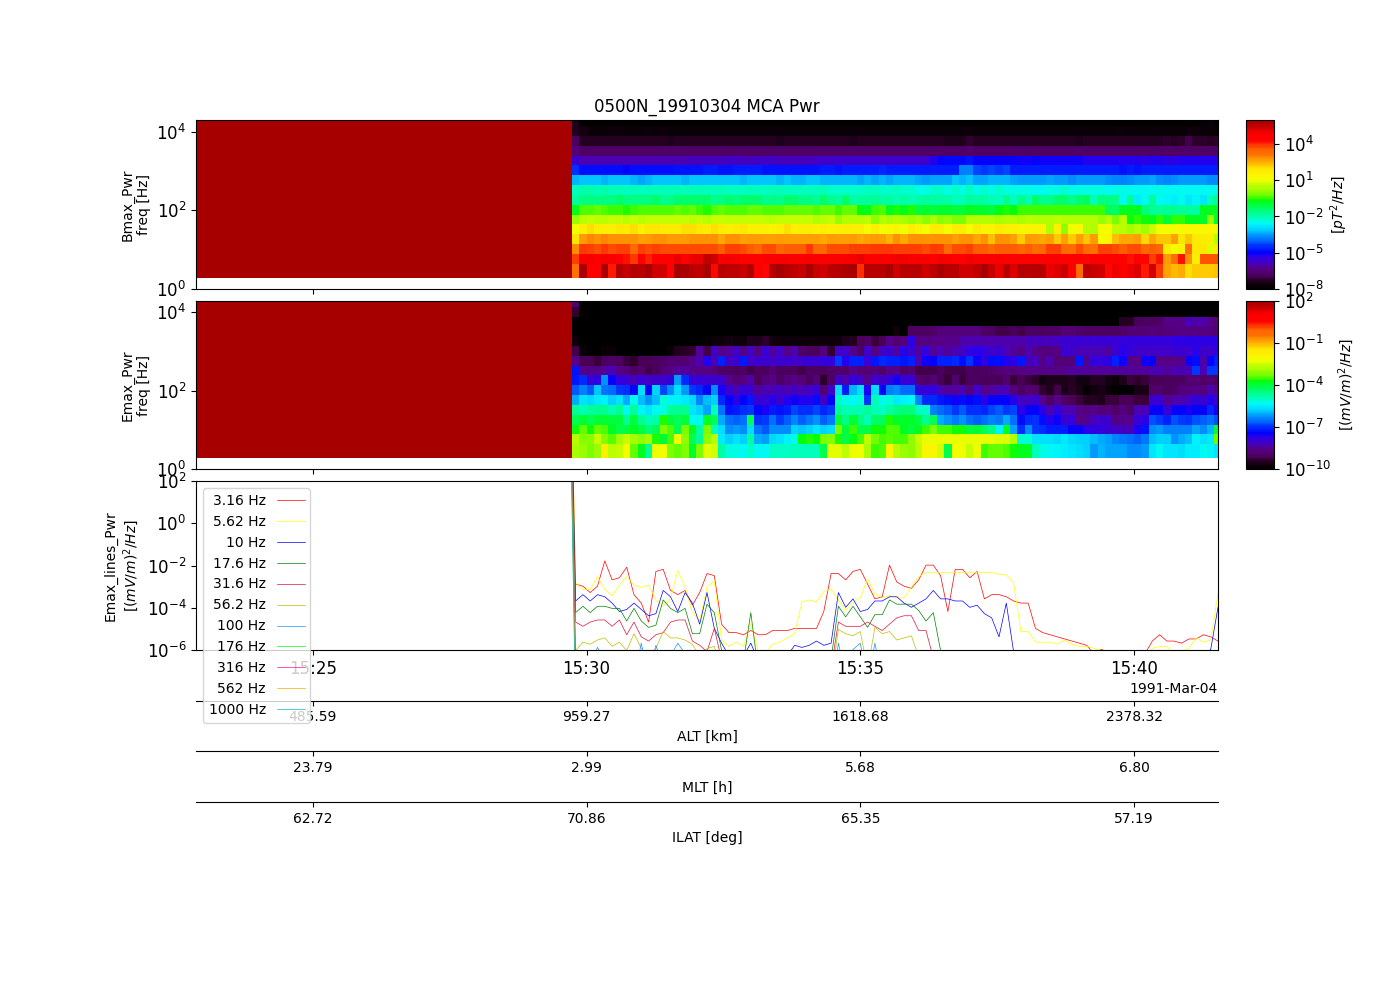 0500N_19910304 MCA Pwr
10^4
10^2
10^0
Bmax_Pwr
freq [Hz]
10^4
10^1
10^-2
10^-5
10^-8
[pT^2/Hz]
10^4
10^2
10^0
Emax_Pwr
freq [Hz]
10^2
10^-1
10^-4
10^-7
10^-10
[(mV/m)^2/Hz]
10^2
10^0
10^-2
10^-4
10^-6
Emax_lines_Pwr
[(mV/m)^2/Hz]
3.16 Hz
5.62 Hz
10 Hz
17.6 Hz
31.6 Hz
56.2 Hz
100 Hz
176 Hz
316 Hz
562 Hz
1000 Hz
15:25 15:30 15:35 15:40
1991-Mar-04
485.59 959.27 1618.68 2378.32
ALT [km]
23.79 2.99 5.68 6.80
MLT [h]
62.72 70.86 65.35 57.19
ILAT [deg]